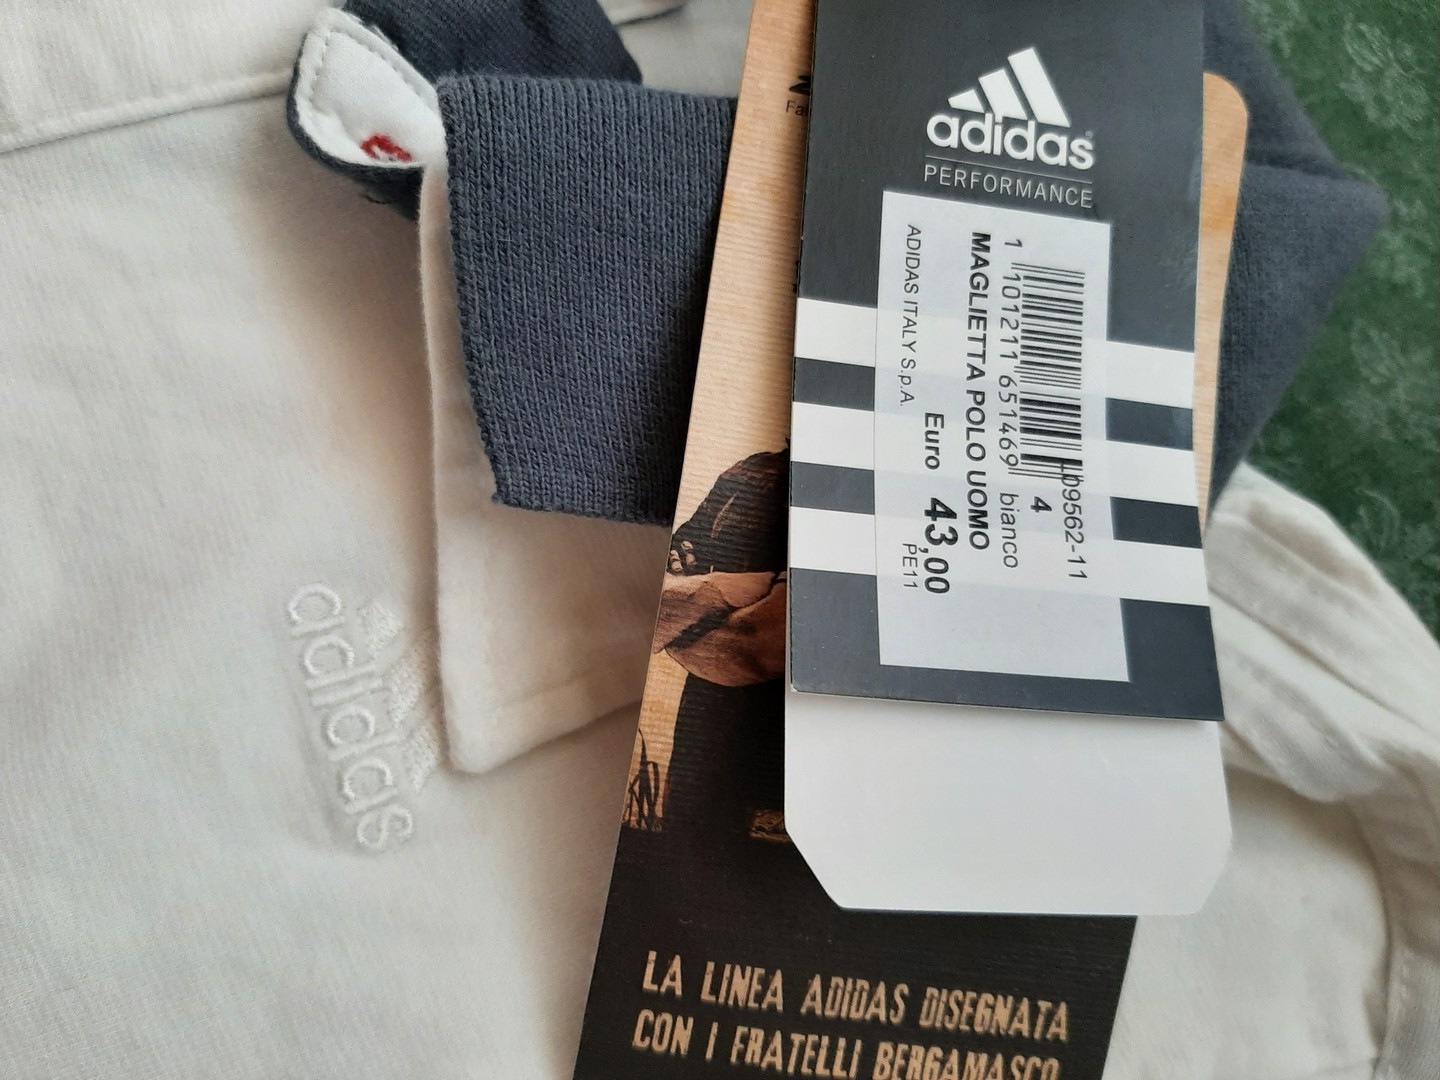 adidas
PERFORMANCE
b9562-11
4
1 101211 651469 bianco
MAGLIETTA POLO UOMO
Euro 43,00
PE11
ADIDAS ITALY S.p.A.
adidas
LA LINEA ADIDAS DISEGNATA
CON I FRATELLI BERGAMASCO